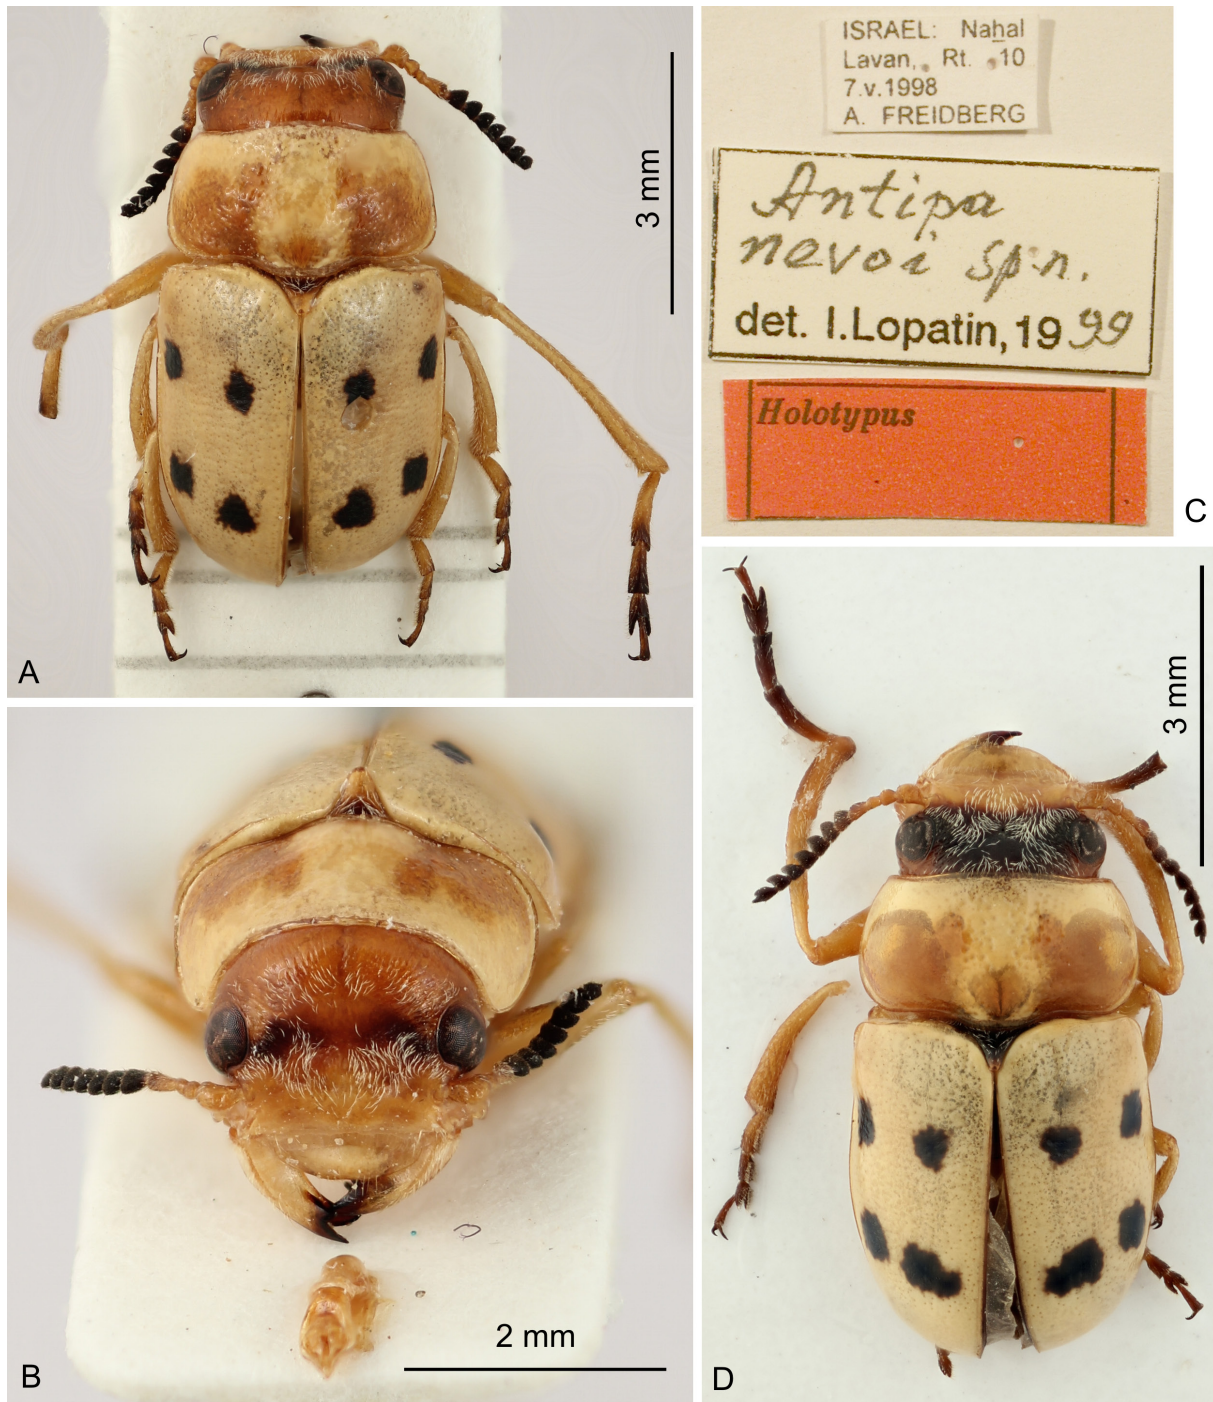 3 mm
A
ISRAEL: Nahal
Lavan, Rt. 10
7.v.1998
A. FREIDBERG
Antipa
nevoi sp.n.
det. I.Lopatin, 1999
Holotypus
C
2 mm
B
3 mm
D